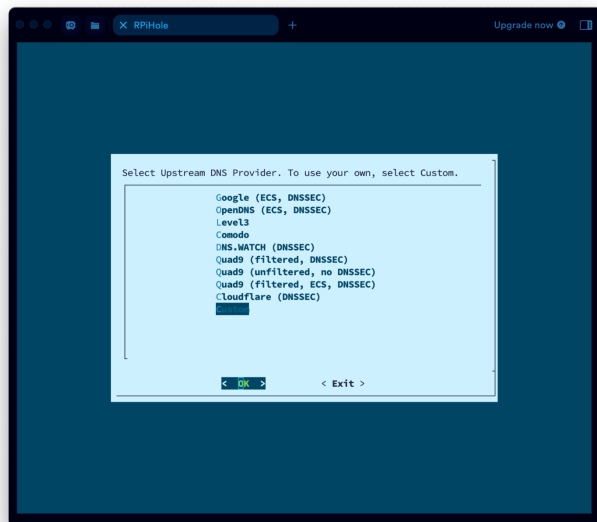 RPiHole
Upgrade now
Select Upstream DNS Provider. To use your own, select Custom.
Google (ECS, DNSSEC)
OpenDNS (ECS, DNSSEC)
Level3
Comodo
DNS.WATCH (DNSSEC)
Quad9 (filtered, DNSSEC)
Quad9 (unfiltered, no DNSSEC)
Quad9 (filtered, ECS, DNSSEC)
Cloudflare (DNSSEC)
Custom
< OK > < Exit >